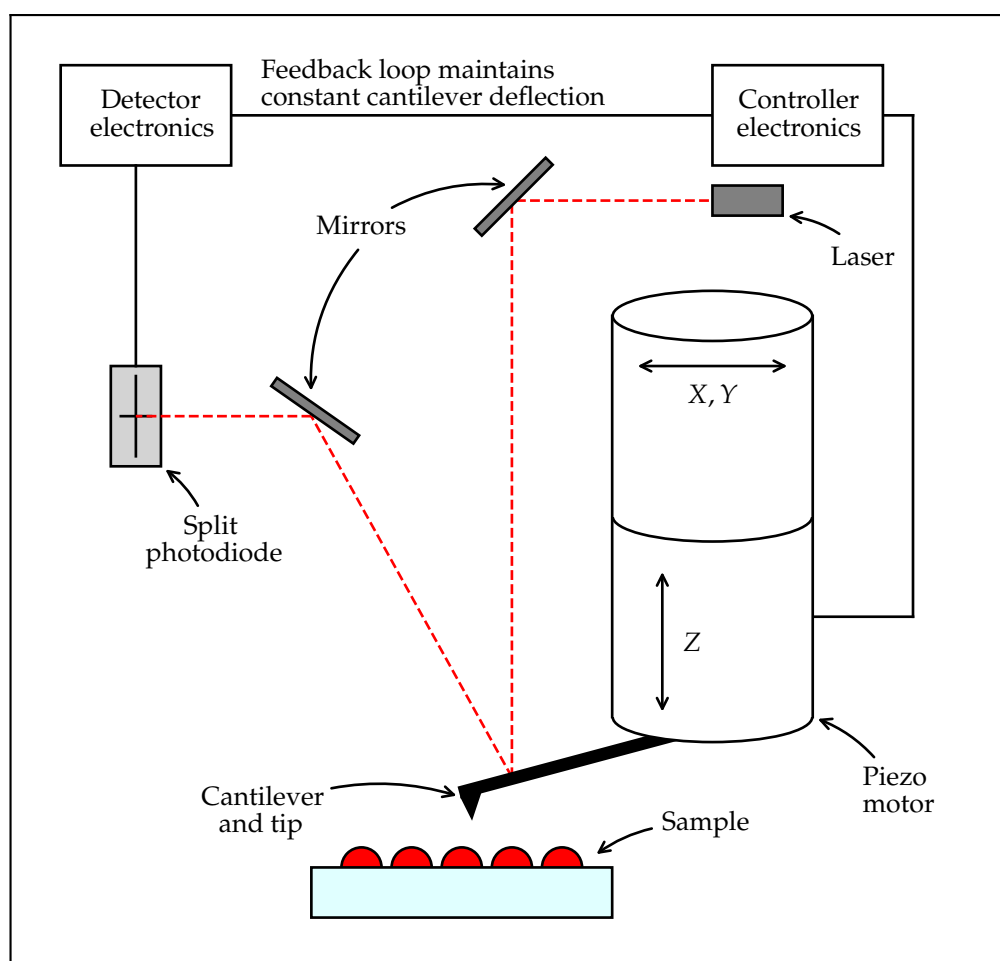 Feedback loop maintains
constant cantilever deflection
Detector
electronics
Controller
electronics
Mirrors
Laser
X, Y
Split
photodiode
Z
Cantilever
and tip
Piezo
motor
Sample